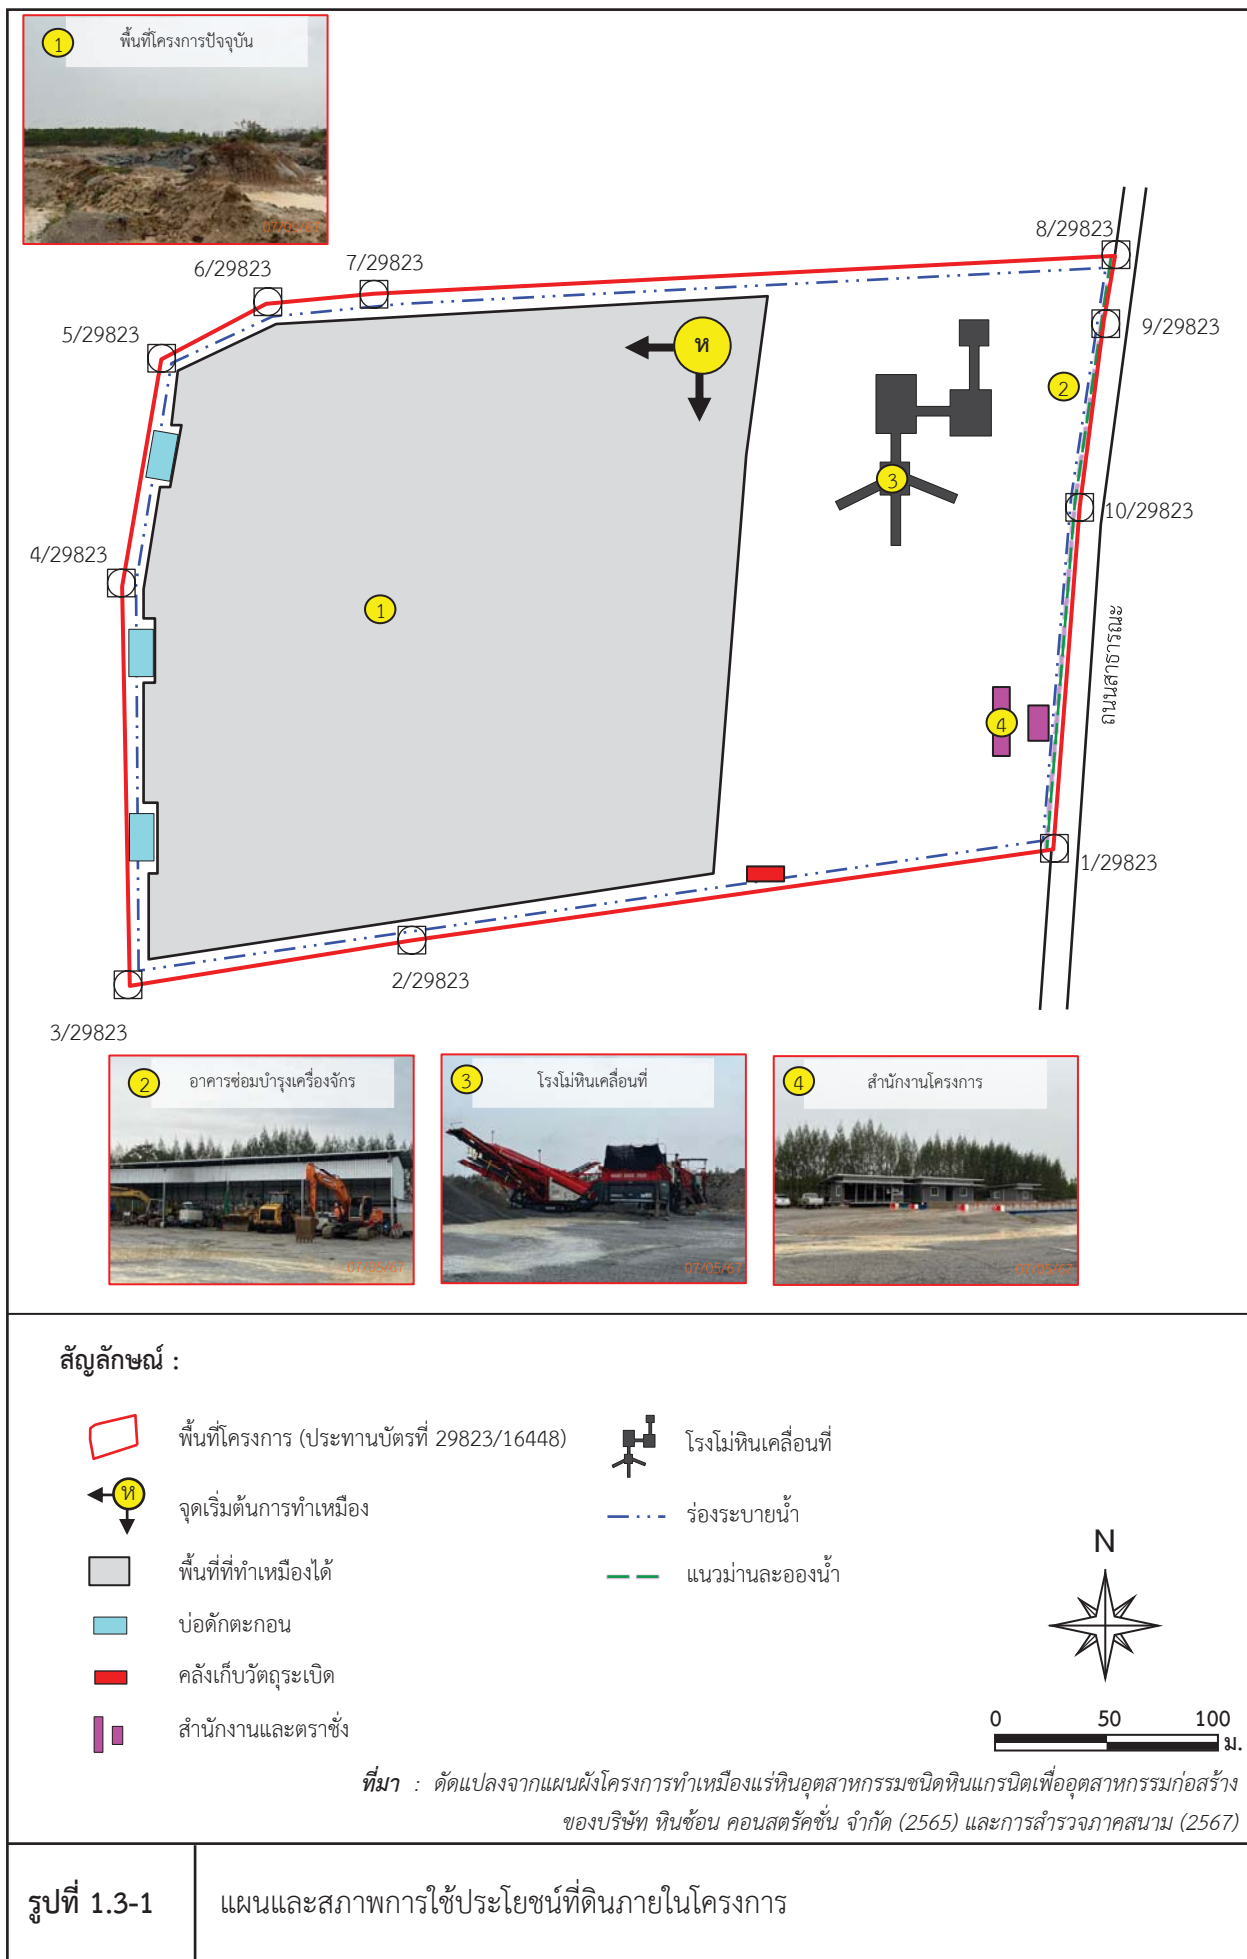 1
พื้นที่โครงการปัจจุบัน
8/29823
7/29823
6/29823
9/29823
5/29823
ห
2
3
10/29823
4/29823
1
ถนนสาธารณะ
4
1/29823
2/29823
3/29823
2
อาคารซ่อมบำรุงเครื่องจักร
07/05/67
3
โรงโม่หินเคลื่อนที่
07/05/67
4
สำนักงานโครงการ
07/05/67
สัญลักษณ์ :
พื้นที่โครงการ (ประทานบัตรที่ 29823/16448)
ห
จุดเริ่มต้นการทำเหมือง
พื้นที่ที่ทำเหมืองได้
บ่อดักตะกอน
คลังเก็บวัตถุระเบิด
สำนักงานและตราชั่ง
โรงโม่หินเคลื่อนที่
ร่องระบายน้ำ
แนวม่านละอองน้ำ
N
0 50 100
ม.
ที่มา : ดัดแปลงจากแผนผังโครงการทำเหมืองแร่หินอุตสาหกรรมชนิดหินแกรนิตเพื่ออุตสาหกรรมก่อสร้าง
ของบริษัท หินซ้อน คอนสตรัคชั่น จำกัด (2565) และการสำรวจภาคสนาม (2567)
รูปที่ 1.3-1
แผนและสภาพการใช้ประโยชน์ที่ดินภายในโครงการ